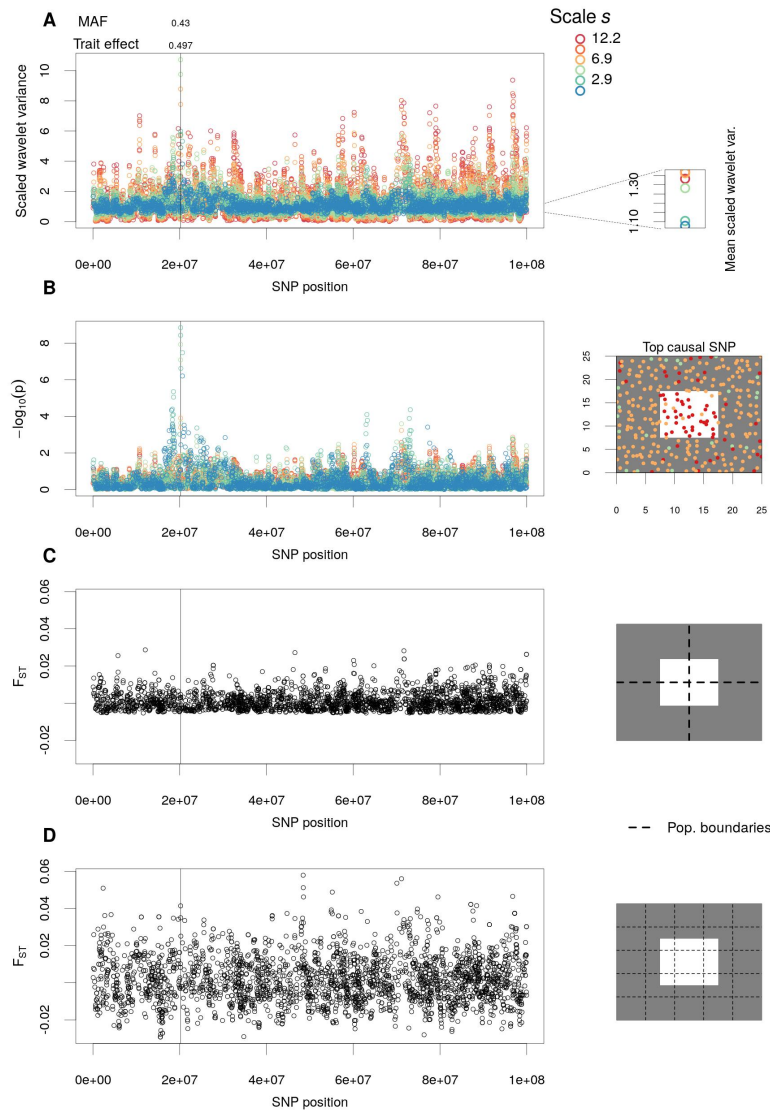 A
MAF
0.43
Trait effect
0.497
Scale s
12.2
6.9
2.9
Scaled wavelet variance
0
2
4
6
8
10
0e+00
2e+07
4e+07
6e+07
8e+07
1e+08
SNP position
1.10
1.30
Mean scaled wavelet var.
B
−log10(p)
0
2
4
6
8
0e+00
2e+07
4e+07
6e+07
8e+07
1e+08
SNP position
Top causal SNP
0
5
10
15
20
25
0
5
10
15
20
25
C
FST
-0.02
0.02
0.04
0.06
0e+00
2e+07
4e+07
6e+07
8e+07
1e+08
SNP position
Pop. boundaries
D
FST
-0.02
0.02
0.04
0.06
0e+00
2e+07
4e+07
6e+07
8e+07
1e+08
SNP position